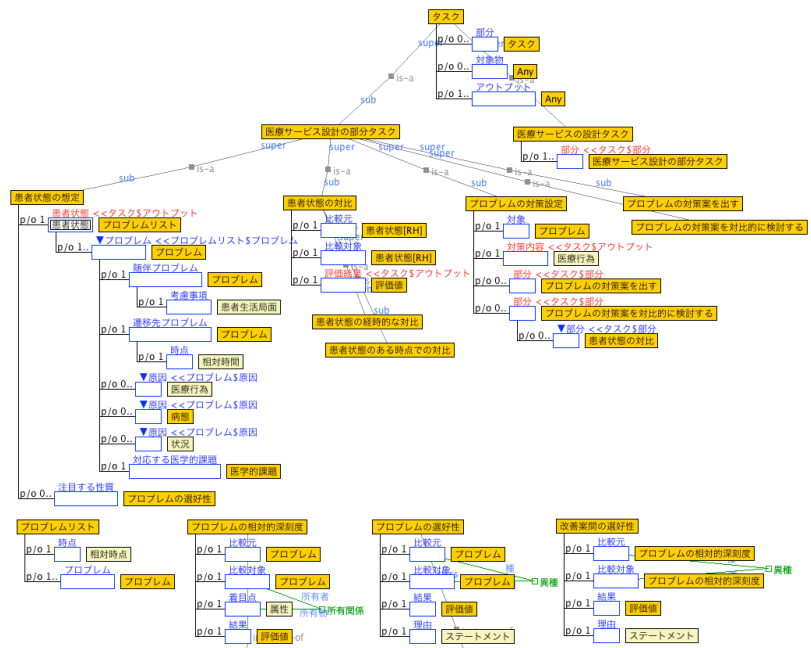 タスク
部分
super
p/o 0..
タスク
対象物
p/o 0..
Any
is-a
アウトプット
p/o 1..
Any
sub
医療サービス設計の部分タスク
医療サービスの設計タスク
super
super
super
super
super
部分 <<タスク$部分
p/o 1..
医療サービス設計の部分タスク
is-a
is-a
is-a
is-a
is-a
sub
sub
sub
sub
患者状態の想定
患者状態の対比
プロブレムの対策設定
プロブレムの対策案を出す
プロブレムの対策案を対比的に検討する
患者状態 <<タスク$アウトプット
p/o 1
患者状態
プロブレムリスト
▼プロブレム <<プロブレムリスト$プロブレム
p/o 1..
プロブレム
随伴プロブレム
p/o 1
プロブレム
考慮事項
p/o 1
患者生活局面
遷移先プロブレム
p/o 1
プロブレム
時点
p/o 1
相対時間
▼原因 <<プロブレム$原因
p/o 0..
医療行為
▼原因 <<プロブレム$原因
p/o 0..
病態
▼原因 <<プロブレム$原因
p/o 0..
状況
対応する医学的課題
p/o 1
医学的課題
注目する性質
p/o 0..
プロブレムの選好性
比較元
p/o 1
患者状態[RH]
比較対象
p/o 1
患者状態[RH]
評価結果 <<タスク$アウトプット
p/o 1
評価値
sub
患者状態の経時的な対比
患者状態のある時点での対比
対象
p/o 1
プロブレム
対策内容 <<タスク$アウトプット
p/o 1
医療行為
部分 <<タスク$部分
p/o 0..
プロブレムの対策案を出す
部分 <<タスク$部分
p/o 0..
プロブレムの対策案を対比的に検討する
▼部分 <<タスク$部分
p/o 0..
患者状態の対比
プロブレムリスト
時点
p/o 1
相対時点
プロブレム
p/o 1..
プロブレム
プロブレムの相対的深刻度
比較元
p/o 1
プロブレム
比較対象
p/o 1
プロブレム
着目点
p/o 1
属性
所有者
所有関係
結果
p/o 1
評価値
プロブレムの選好性
比較元
p/o 1
プロブレム
比較対象
p/o 1
プロブレム
種
異種
結果
p/o 1
評価値
理由
p/o 1
ステートメント
改善案間の選好性
比較元
p/o 1
プロブレムの相対的深刻度
比較対象
p/o 1
プロブレムの相対的深刻度
異種
結果
p/o 1
評価値
理由
p/o 1
ステートメント